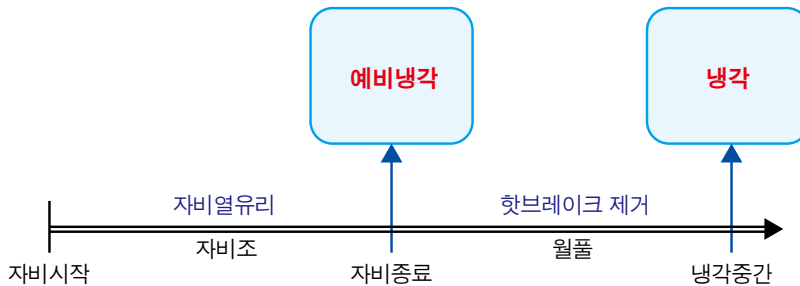 예비냉각
냉각
자비열유리
핫브레이크 제거
자비조
월풀
자비시작
자비종료
냉각중간